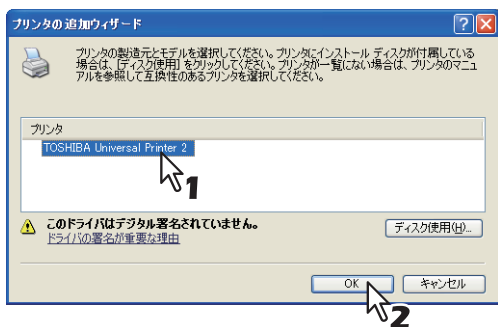 プリンタの追加ウィザード
プリンタの製造元とモデルを選択してください。プリンタにインストール ディスクが付属している
場合は、[ディスク使用] をクリックしてください。プリンタが一覧にない場合は、プリンタのマニュ
アルを参照して互換性のあるプリンタを選択してください。
プリンタ
TOSHIBA Universal Printer 2
1
このドライバはデジタル署名されていません。
ディスク使用(H)...
ドライバの署名が重要な理由
OK
キャンセル
2